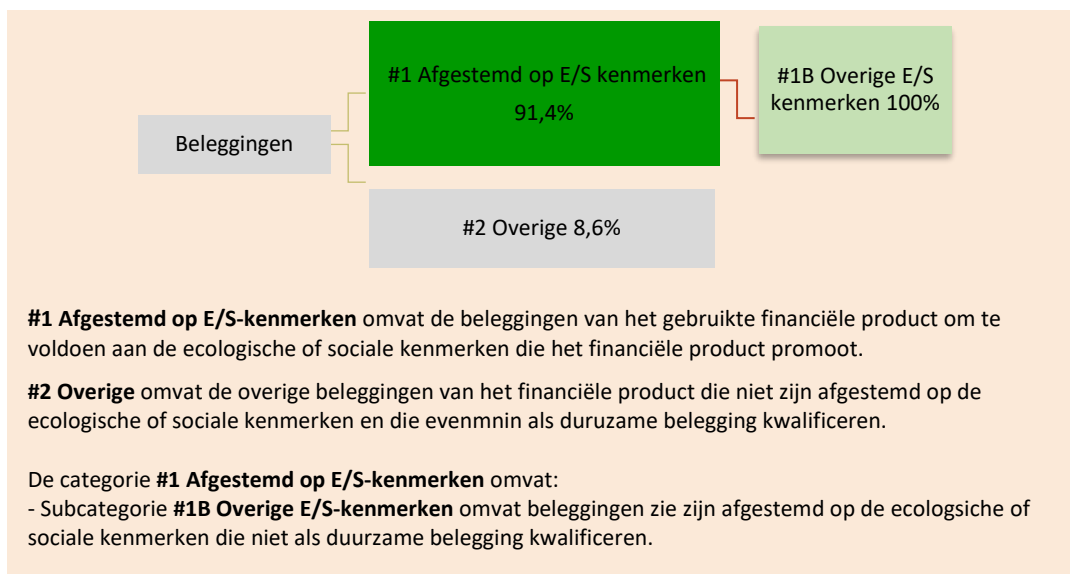 #1 Afgestemd op E/S kenmerken
91,4%
#1B Overige E/S
kenmerken 100%
Beleggingen
#2 Overige 8,6%
#1 Afgestemd op E/S-kenmerken omvat de beleggingen van het gebruikte financiële product om te
voldoen aan de ecologische of sociale kenmerken die het financiële product promoot.
#2 Overige omvat de overige beleggingen van het financiële product die niet zijn afgestemd op de
ecologische of sociale kenmerken en die evenmnin als duruzame belegging kwalificeren.
De categorie #1 Afgestemd op E/S-kenmerken omvat:
- Subcategorie #1B Overige E/S-kenmerken omvat beleggingen zie zijn afgestemd op de ecologsiche of
sociale kenmerken die niet als duurzame belegging kwalificeren.